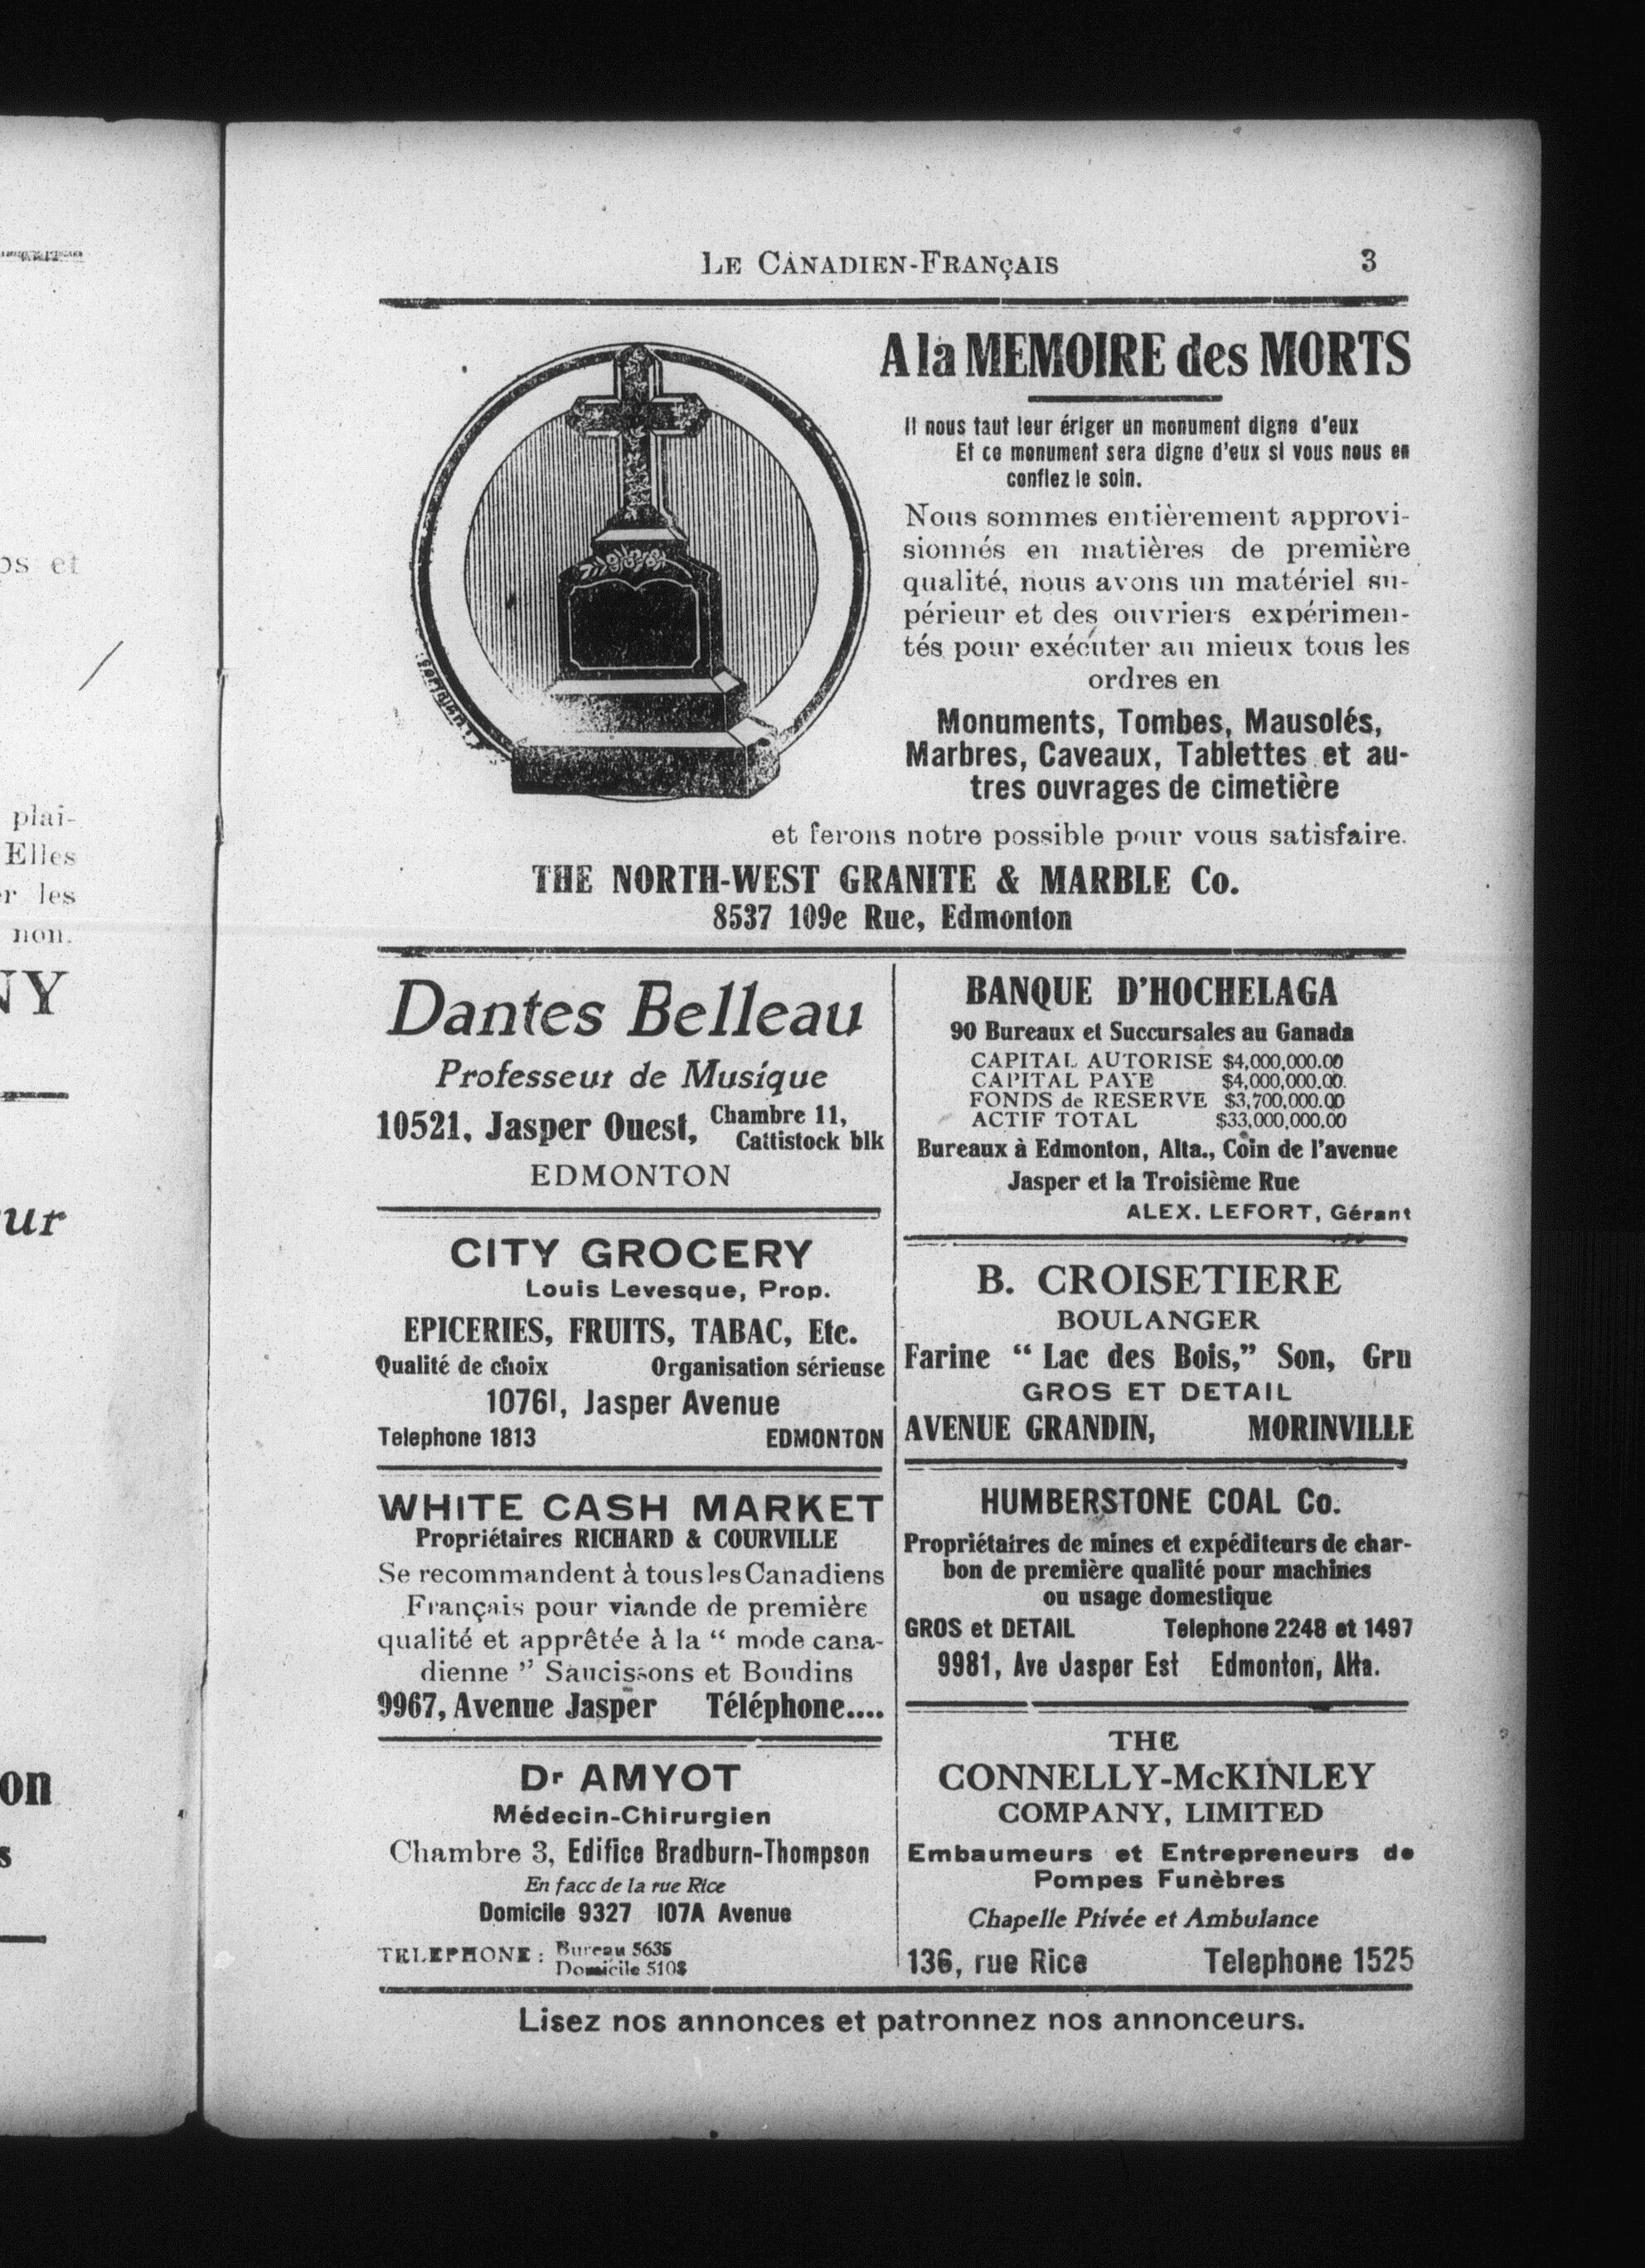 LE CANADIEN-FRANÇAIS 3
A la MEMOIRE des MORTS
Il nous taut leur ériger un monument digne d'eux
Et ce monument sera digne d'eux si vous nous en
confiez le soin.
Nous sommes entièrement approvi-
sionnés en matières de première
qualité, nous avons un matériel su-
périeur et des ouvriers expérimen-
tés pour exécuter au mieux tous les
ordres en
Monuments, Tombes, Mausolés,
Marbres, Caveaux, Tablettes et au-
tres ouvrages de cimetière
et ferons notre possible pour vous satisfaire.
THE NORTH-WEST GRANITE & MARBLE Co.
8537 109e Rue, Edmonton
Dantes Belleau
Professeur de Musique
10521, Jasper Ouest, Chambre 11,
Cattistock blk
EDMONTON
CITY GROCERY
Louis Levesque, Prop.
EPICERIES, FRUITS, TABAC, Etc.
Qualité de choix Organisation sérieuse
10761, Jasper Avenue
Telephone 1813 EDMONTON
WHITE CASH MARKET
Propriétaires RICHARD & COURVILLE
Se recommandent à tous les Canadiens
Français pour viande de première
qualité et apprêtée à la “ mode cana-
dienne ” Saucissons et Boudins
9967, Avenue Jasper Téléphone....
Dr AMYOT
Médecin-Chirurgien
Chambre 3, Edifice Bradburn-Thompson
En facc de la rue Rice
Domicile 9327 107A Avenue
TELEPHONE : Bureau 5635
Domicile 5108
BANQUE D'HOCHELAGA
90 Bureaux et Succursales au Ganada
CAPITAL AUTORISE $4,000,000.00
CAPITAL PAYE $4,000,000.00.
FONDS de RESERVE $3,700,000.00
ACTIF TOTAL $33,000,000.00
Bureaux à Edmonton, Alta., Coin de l'avenue
Jasper et la Troisième Rue
ALEX. LEFORT, Gérant
B. CROISETIERE
BOULANGER
Farine “ Lac des Bois,” Son, Gru
GROS ET DETAIL
AVENUE GRANDIN, MORINVILLE
HUMBERSTONE COAL Co.
Propriétaires de mines et expéditeurs de char-
bon de première qualité pour machines
ou usage domestique
GROS et DETAIL Telephone 2248 et 1497
9981, Ave Jasper Est Edmonton, Alta.
THE
CONNELLY-McKINLEY
COMPANY, LIMITED
Embaumeurs et Entrepreneurs de
Pompes Funèbres
Chapelle Privée et Ambulance
136, rue Rice Telephone 1525
Lisez nos annonces et patronnez nos annonceurs.